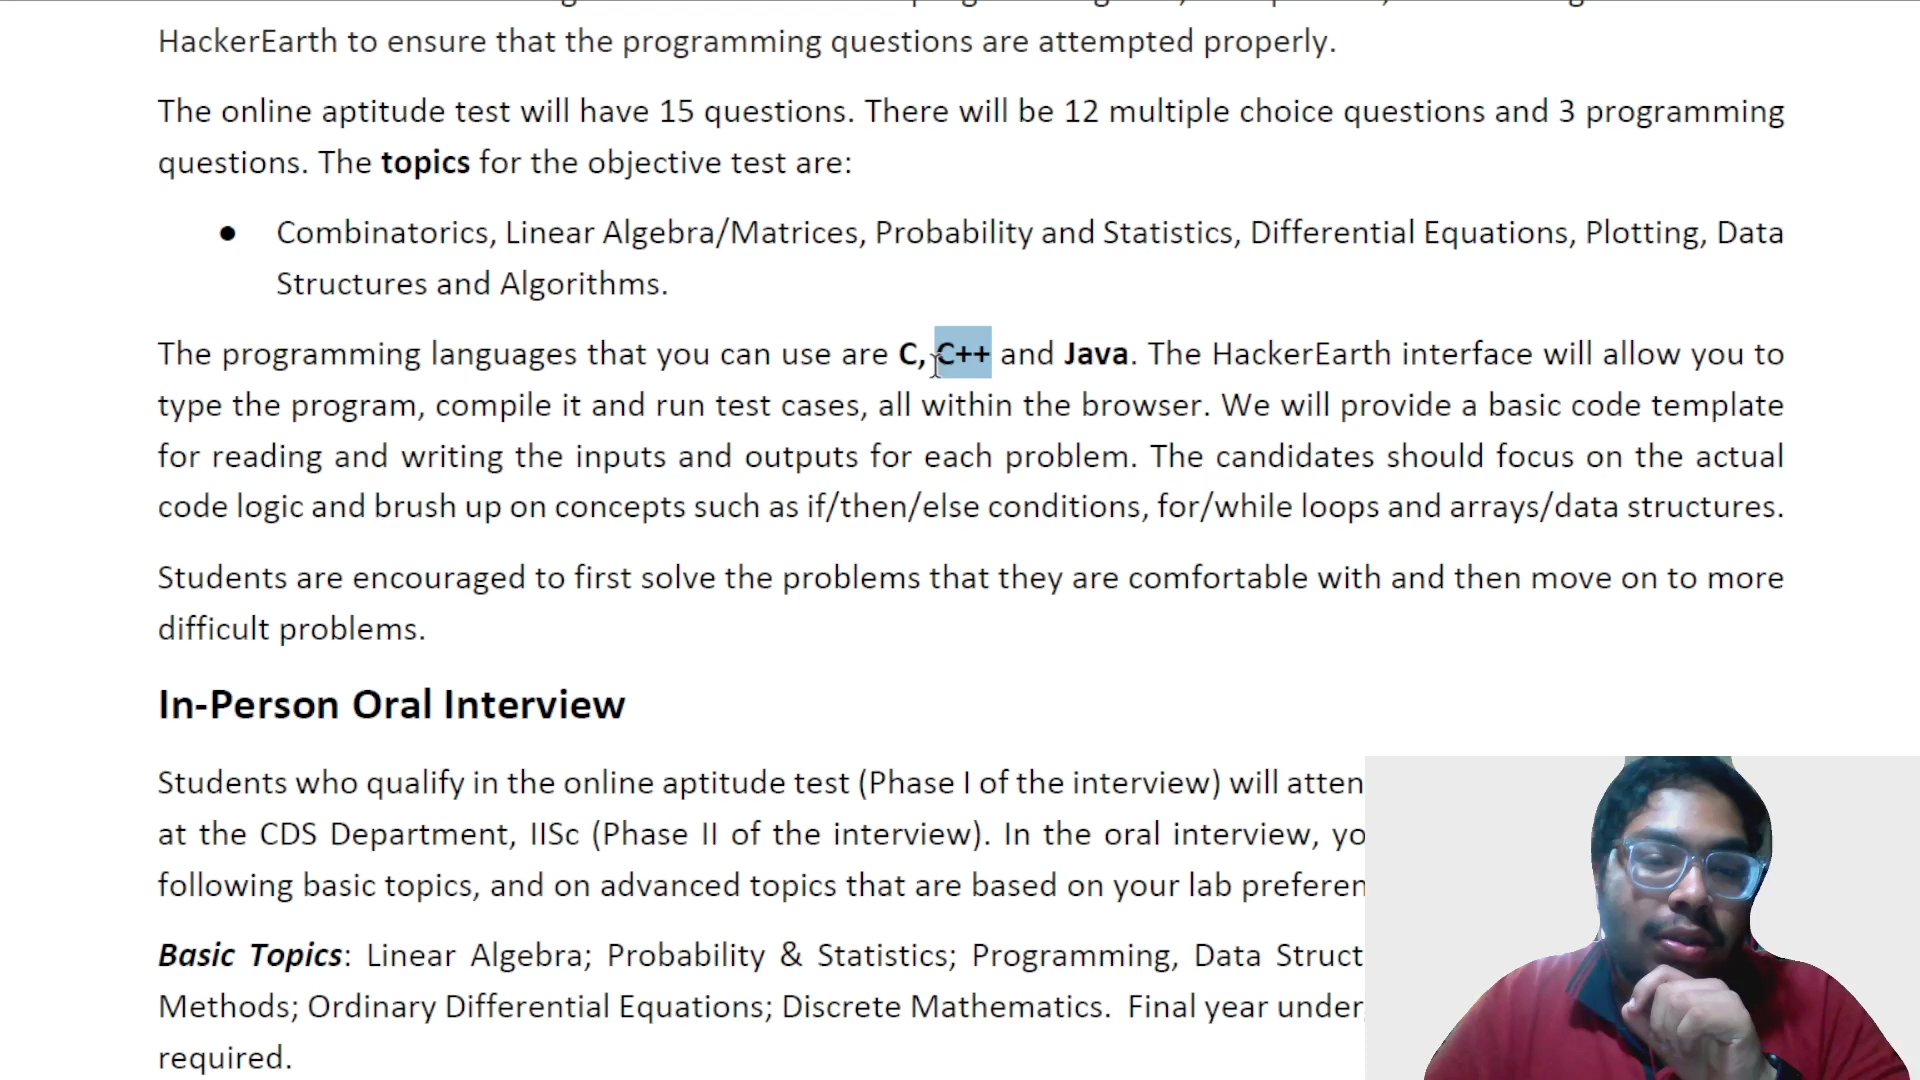 HackerEarth to ensure that the programming questions are attempted properly.
The online aptitude test will have 15 questions. There will be 12 multiple choice questions and 3 programming
questions. The topics for the objective test are:
● Combinatorics, Linear Algebra/Matrices, Probability and Statistics, Differential Equations, Plotting, Data
Structures and Algorithms.
The programming languages that you can use are C, C++ and Java. The HackerEarth interface will allow you to
type the program, compile it and run test cases, all within the browser. We will provide a basic code template
for reading and writing the inputs and outputs for each problem. The candidates should focus on the actual
code logic and brush up on concepts such as if/then/else conditions, for/while loops and arrays/data structures.
Students are encouraged to first solve the problems that they are comfortable with and then move on to more
difficult problems.
In-Person Oral Interview
Students who qualify in the online aptitude test (Phase I of the interview) will atten
at the CDS Department, IISc (Phase II of the interview). In the oral interview, yo
following basic topics, and on advanced topics that are based on your lab preferen
Basic Topics: Linear Algebra; Probability & Statistics; Programming, Data Struct
Methods; Ordinary Differential Equations; Discrete Mathematics. Final year under
required.